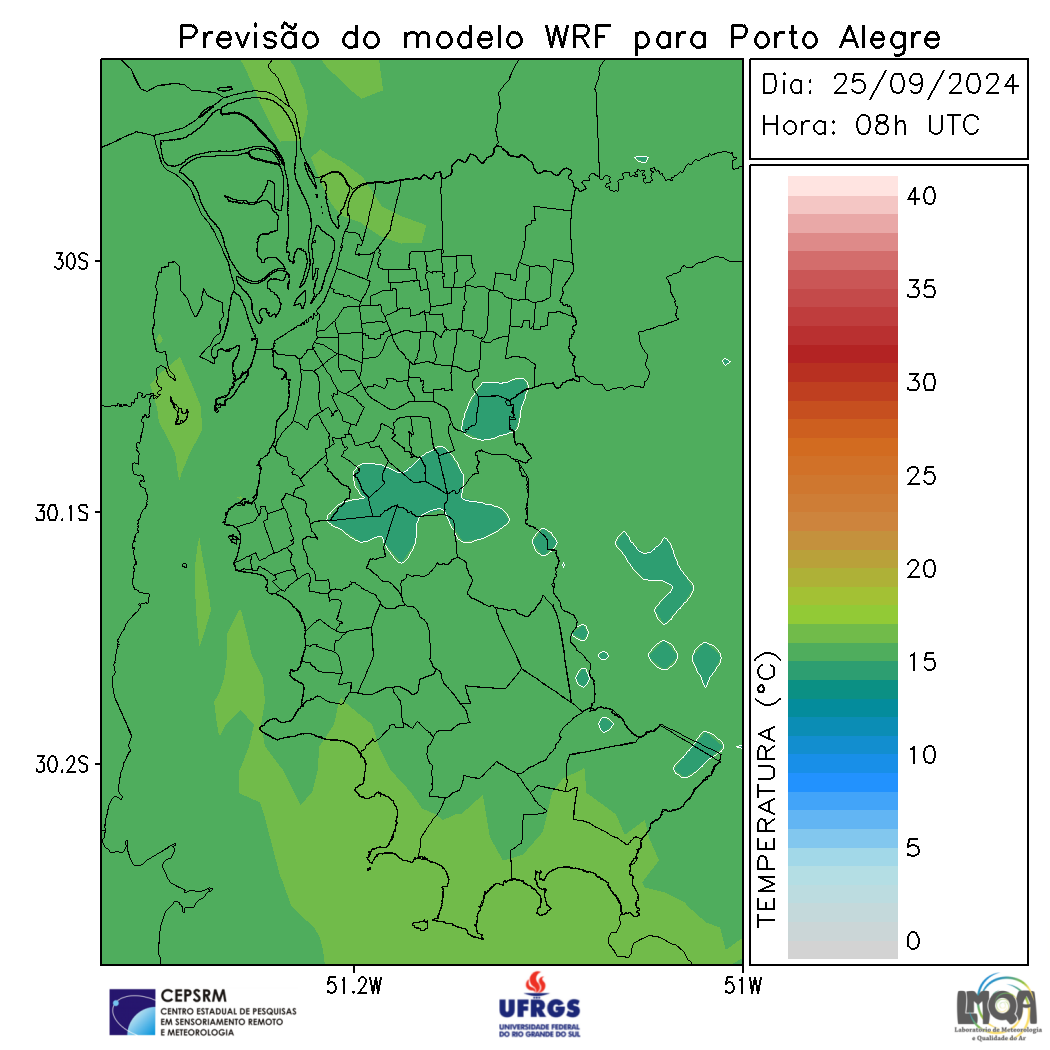 Previsão do modelo WRF para Porto Alegre
Dia: 25/09/2024
Hora: 08h UTC
30S
30.1S
30.2S
51.2W
51W
TEMPERATURA (°C)
40
35
30
25
20
15
10
5
0
CEPSRM
CENTRO ESTADUAL DE PESQUISAS
EM SENSORIAMENTO REMOTO
E METEOROLOGIA
UFRGS
UNIVERSIDADE FEDERAL
DO RIO GRANDE DO SUL
LMQA
Laboratório de Meteorologia
e Qualidade do Ar